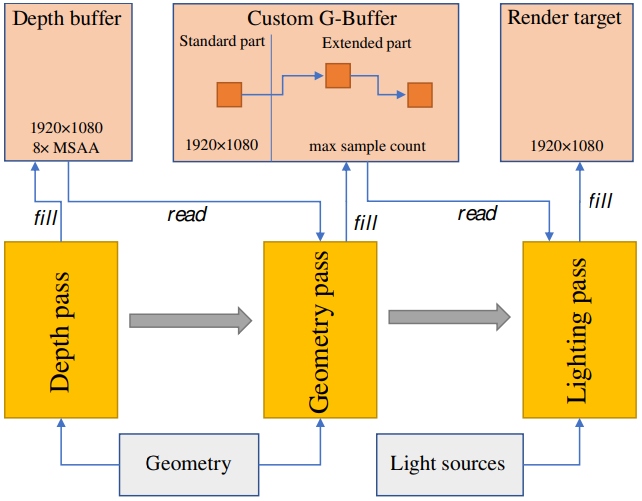 Depth buffer
1920×1080
8× MSAA
Custom G-Buffer
Standard part
Extended part
1920×1080
max sample count
Render target
1920×1080
fill
read
fill
read
fill
Depth pass
Geometry pass
Lighting pass
Geometry
Light sources